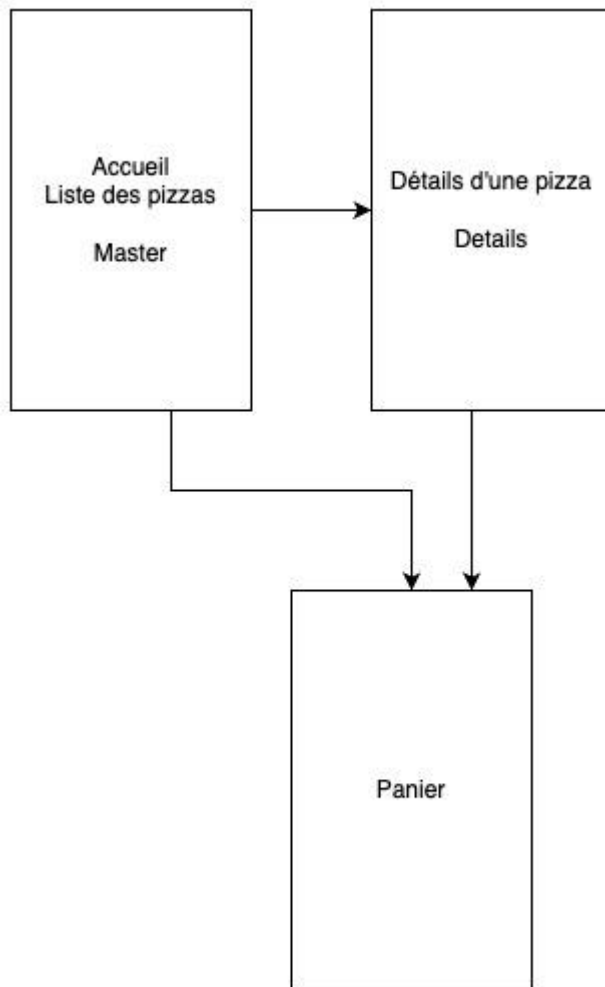 Accueil
Liste des pizzas
Master
Détails d'une pizza
Details
Panier